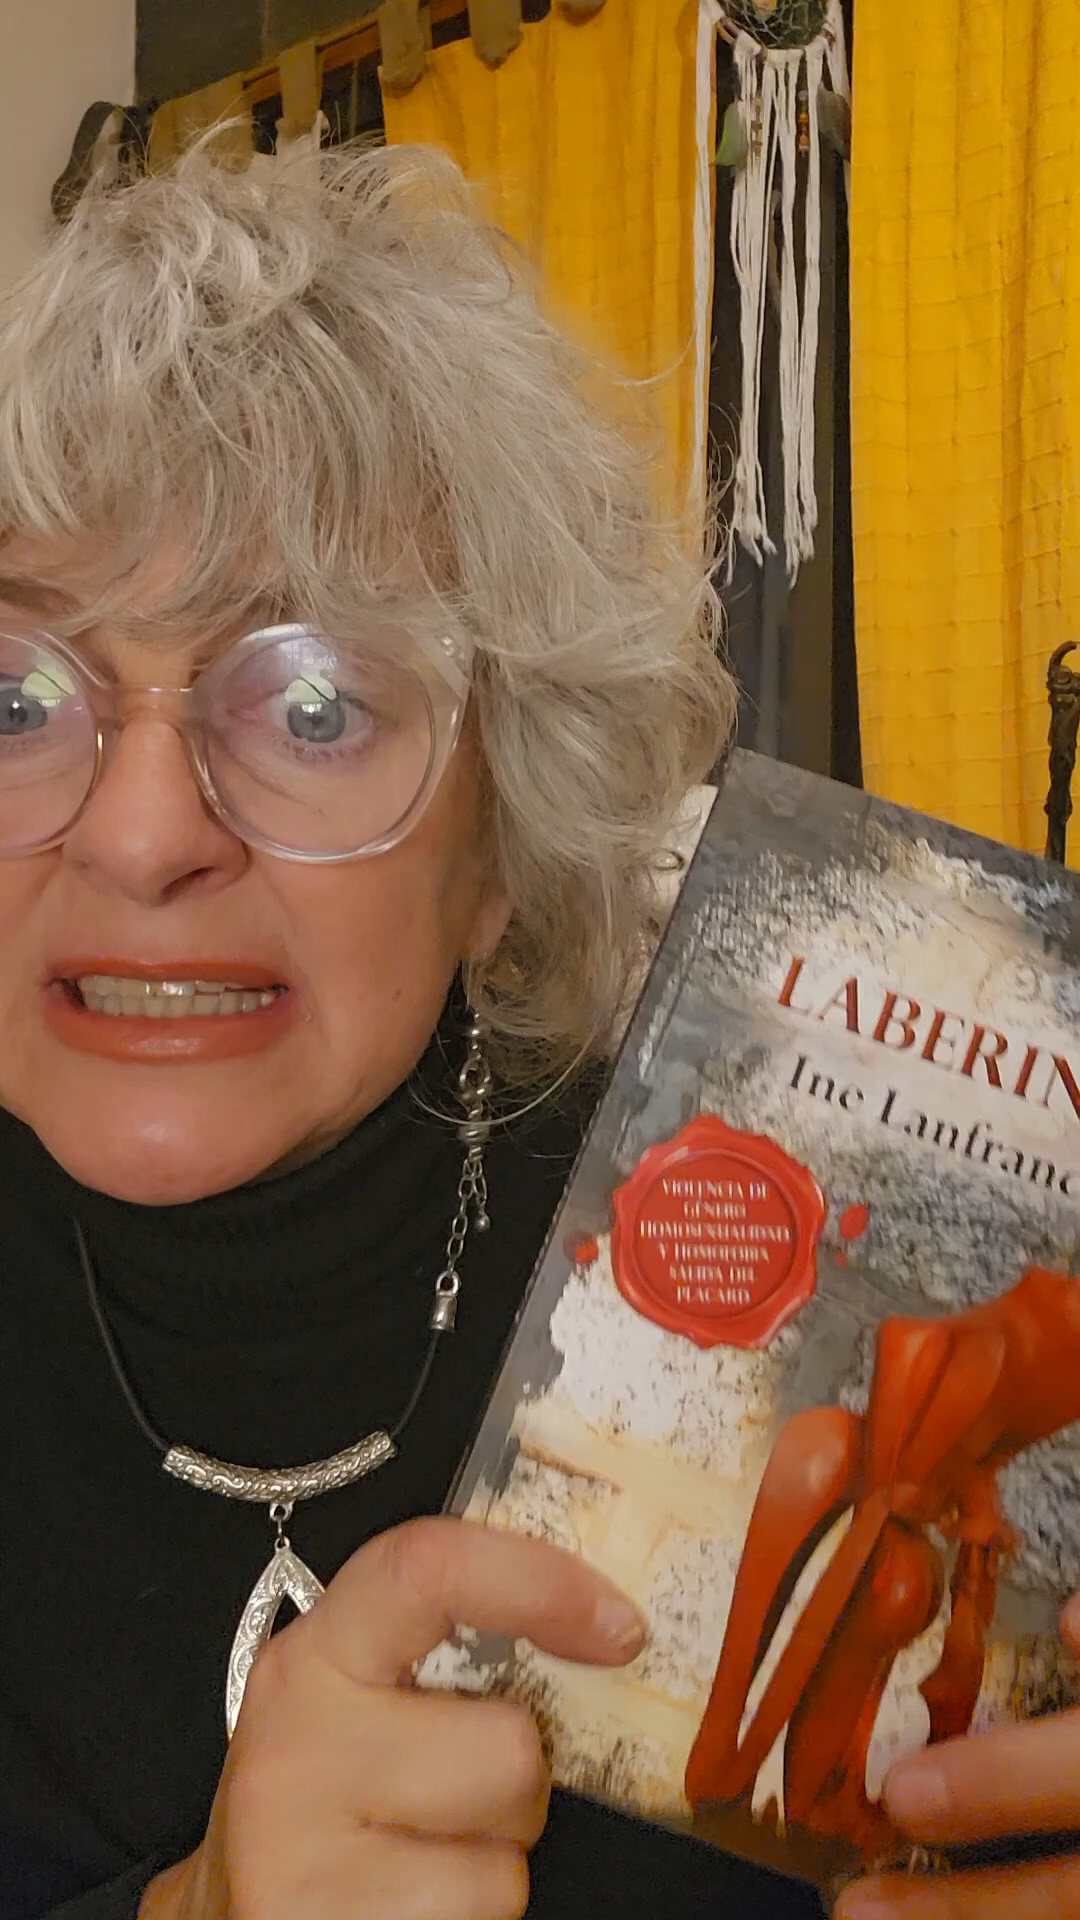 LABERIN
Ine Lanfranc
VIOLENCIA DE
GÉNERO
HOMOSEXUALIDAD
Y HOMOFOBIA
SALIDA DEL
PLACARD